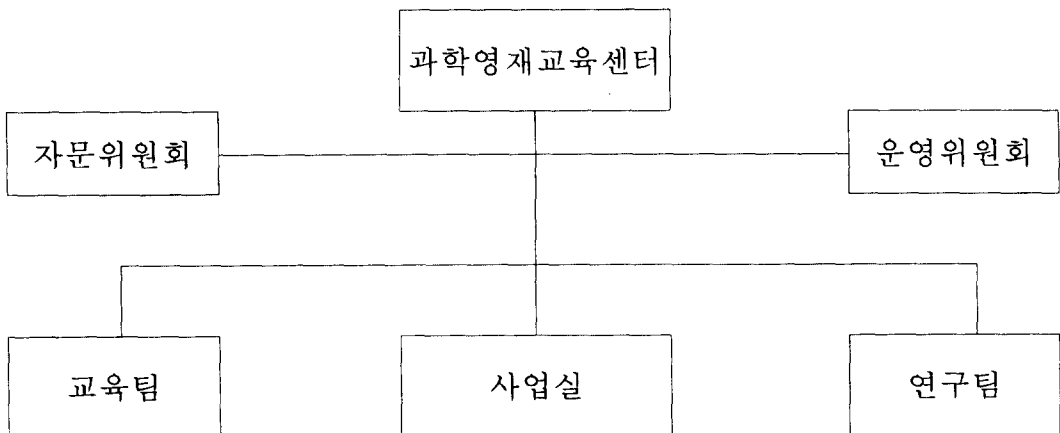 과학영재교육센터
자문위원회
운영위원회
교육팀
사업실
연구팀